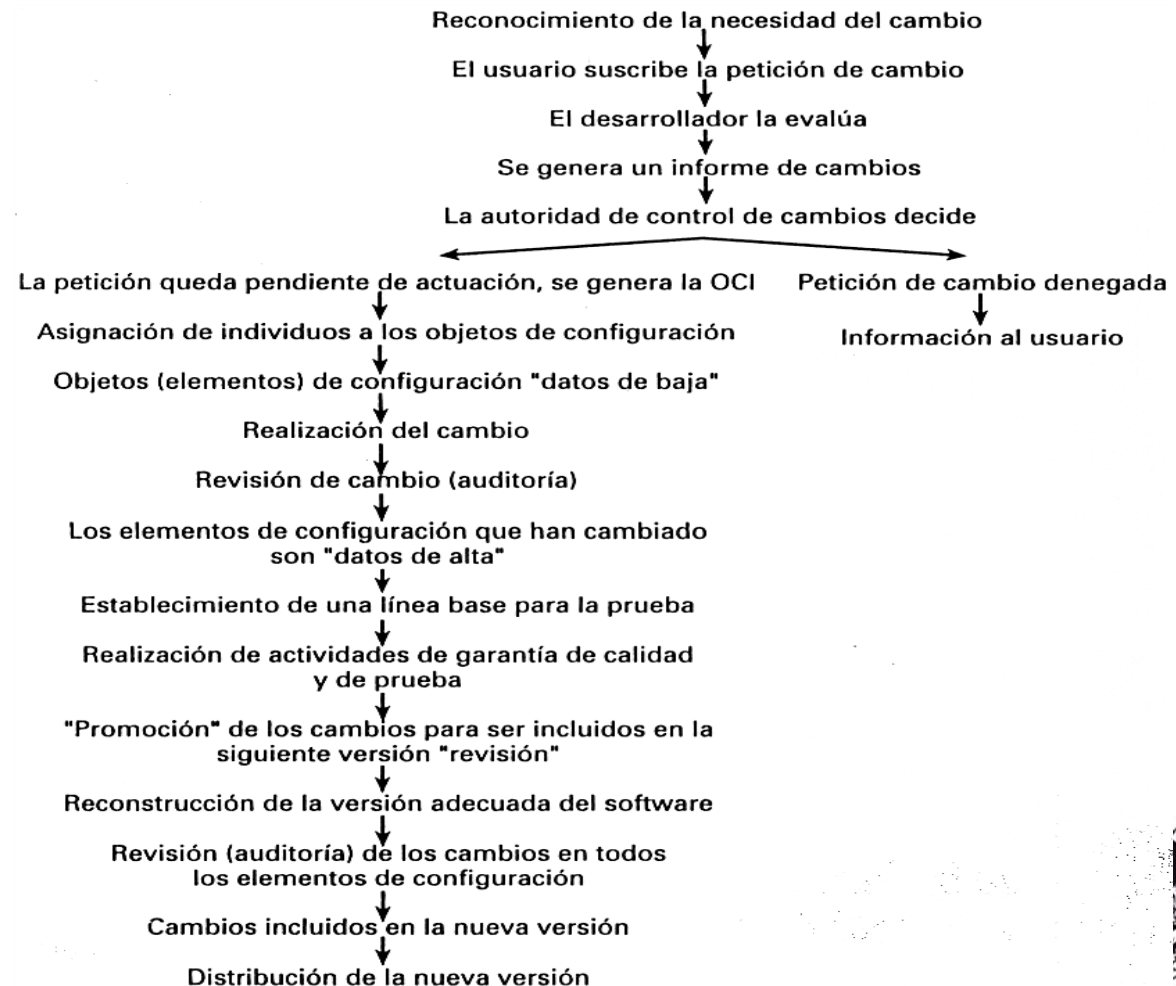 Reconocimiento de la necesidad del cambio
El usuario suscribe la petición de cambio
El desarrollador la evalúa
Se genera un informe de cambios
La autoridad de control de cambios decide
La petición queda pendiente de actuación, se genera la OCI
Petición de cambio denegada
Asignación de individuos a los objetos de configuración
Información al usuario
Objetos (elementos) de configuración "datos de baja"
Realización del cambio
Revisión de cambio (auditoría)
Los elementos de configuración que han cambiado
son "datos de alta"
Establecimiento de una línea base para la prueba
Realización de actividades de garantía de calidad
y de prueba
"Promoción" de los cambios para ser incluidos en la
siguiente versión "revisión"
Reconstrucción de la versión adecuada del software
Revisión (auditoría) de los cambios en todos
los elementos de configuración
Cambios incluidos en la nueva versión
Distribución de la nueva versión